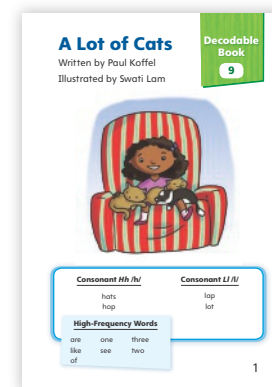 A Lot of Cats
Written by Paul Koffel
Illustrated by Swati Lam
Decodable
Book
9
Consonant Hh /h/
hats
hop
Consonant Ll /l/
lap
lot
High-Frequency Words
are one three
like see two
of
1